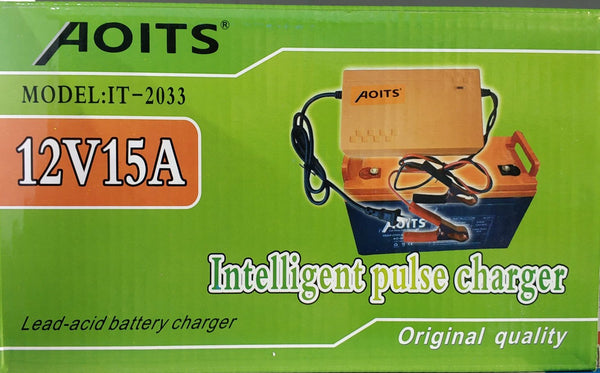 AOITS®
MODEL:IT-2033
12V15A
AOITS
AOITS
Intelligent pulse charger
Lead-acid battery charger
Original quality